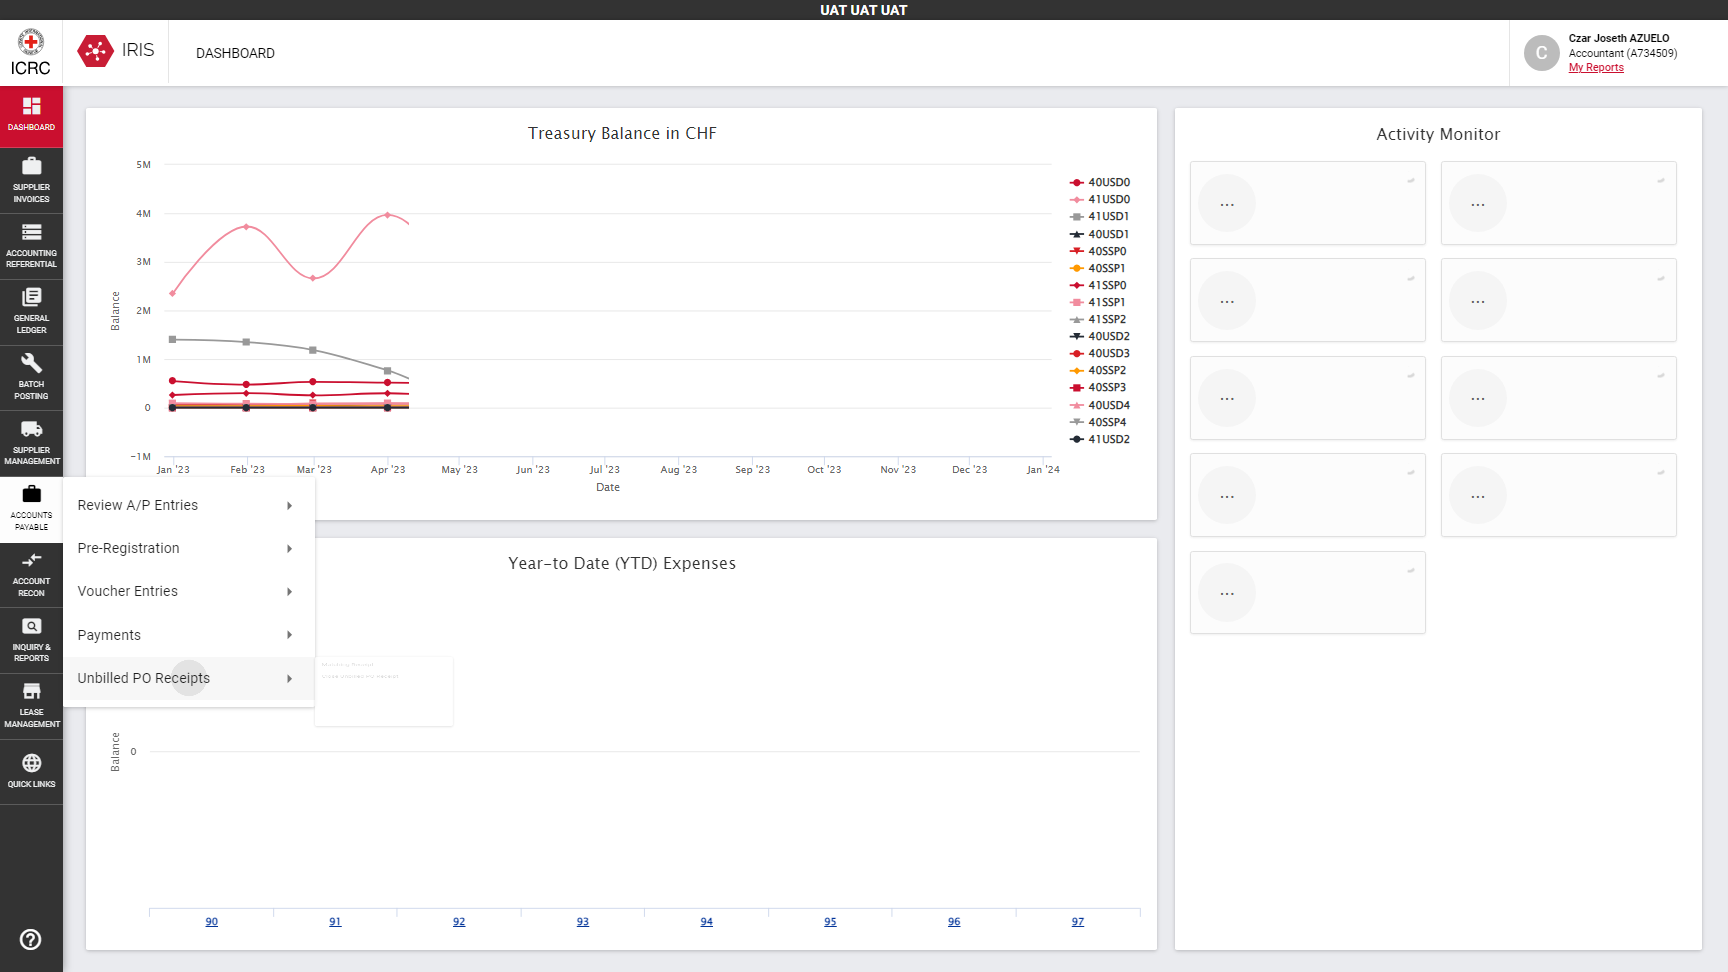 UAT UAT UAT
ICRC
IRIS
DASHBOARD
C
Czar Joseth AZUELO
Accountant (A734509)
My Reports
DASHBOARD
SUPPLIER
INVOICES
ACCOUNTING
REFERENTIAL
GENERAL
LEDGER
BATCH
POSTING
SUPPLIER
MANAGEMENT
ACCOUNTS
PAYABLE
ACCOUNT
RECON
INQUIRY &
REPORTS
LEASE
MANAGEMENT
QUICK LINKS
Review A/P Entries
Pre-Registration
Voucher Entries
Payments
Unbilled PO Receipts
Treasury Balance in CHF
5M
4M
3M
2M
1M
0
-1M
Balance
Jan '23
Feb '23
Mar '23
Apr '23
May '23
Jun '23
Jul '23
Aug '23
Sep '23
Oct '23
Nov '23
Dec '23
Jan '24
Date
40USD0
41USD0
41USD1
40USD1
40SSP0
40SSP1
41SSP0
41SSP1
41SSP2
40USD2
40USD3
40SSP2
40SSP3
40USD4
40SSP4
41USD2
Year-to Date (YTD) Expenses
Balance
0
90
91
92
93
94
95
96
97
Activity Monitor
...
...
...
...
...
...
...
...
...